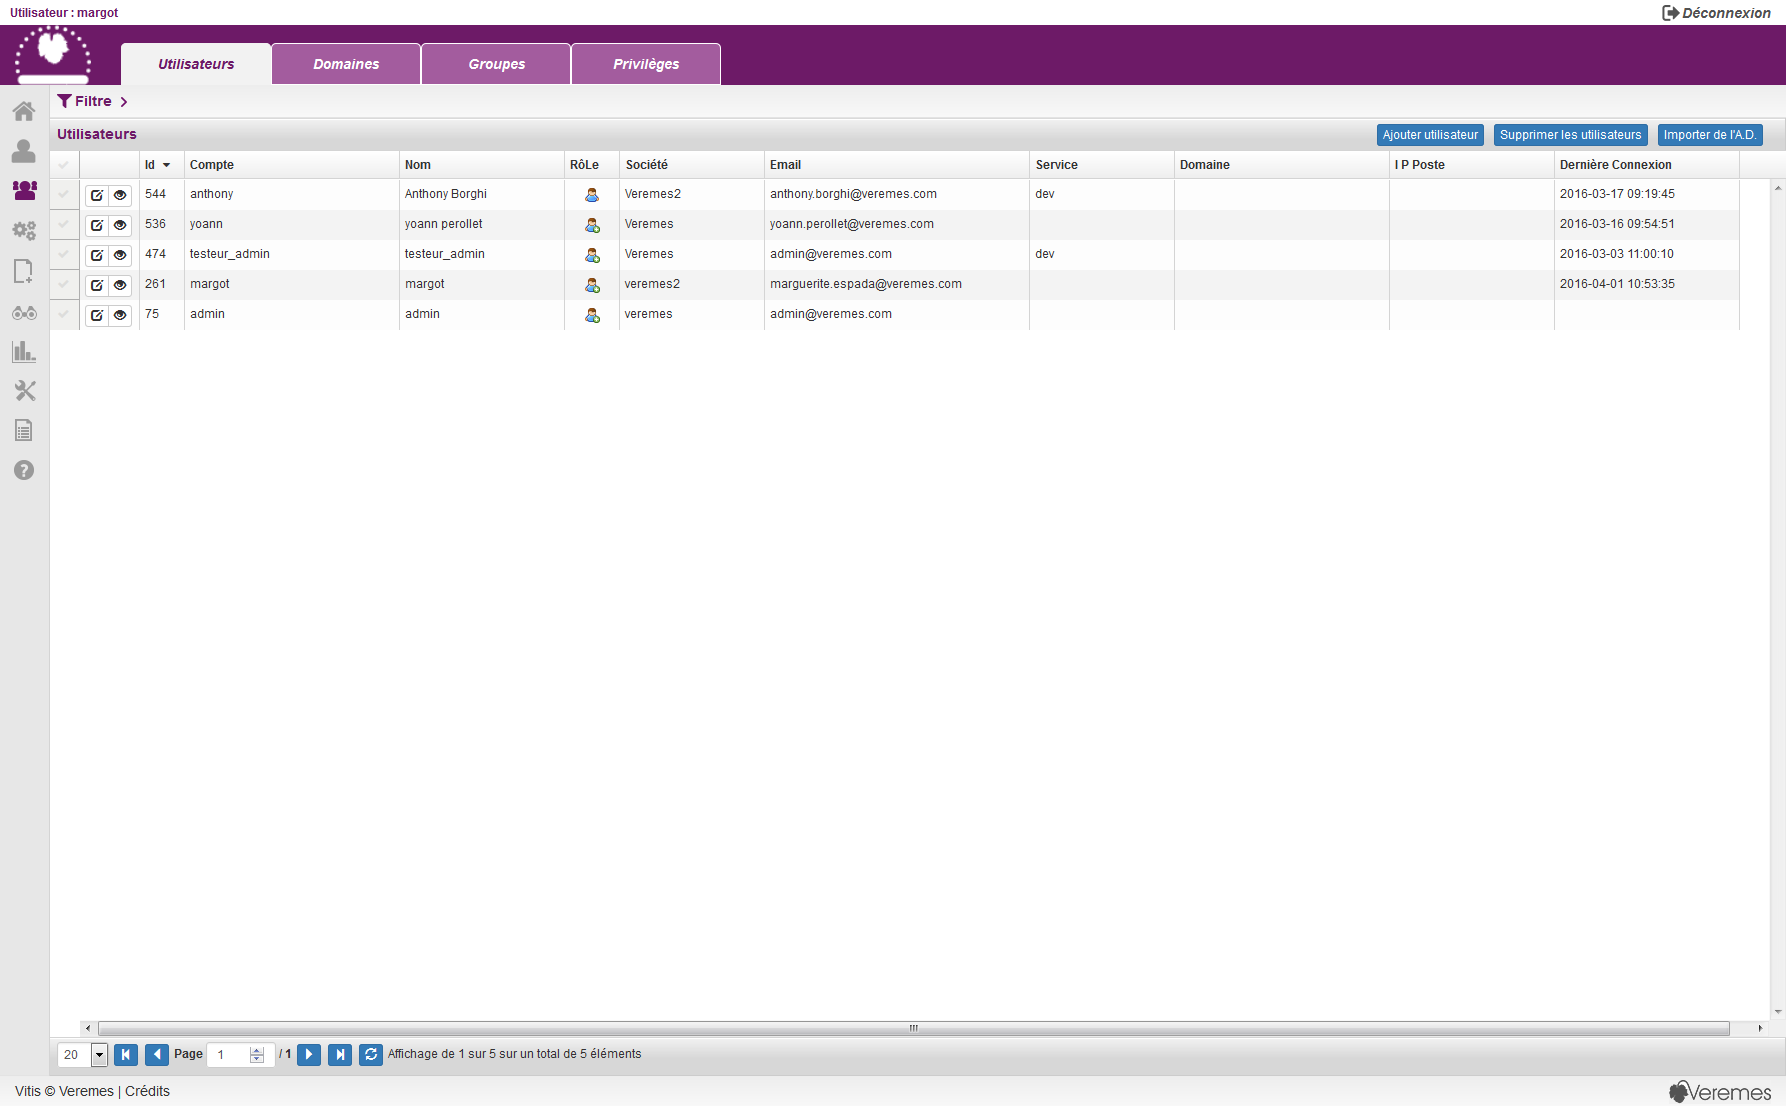 Utilisateur : margot
Déconnexion
Utilisateurs Domaines Groupes Privilèges
Filtre
Utilisateurs Ajouter utilisateur Supprimer les utilisateurs Importer de l'A.D.
Id Compte Nom RôLe Société Email Service Domaine I P Poste Dernière Connexion
544 anthony Anthony Borghi Veremes2 anthony.borghi@veremes.com dev 2016-03-17 09:19:45
536 yoann yoann perollet Veremes yoann.perollet@veremes.com 2016-03-16 09:54:51
474 testeur_admin testeur_admin Veremes admin@veremes.com dev 2016-03-03 11:00:10
261 margot margot veremes2 marguerite.espada@veremes.com 2016-04-01 10:53:35
75 admin admin veremes admin@veremes.com
20 Page 1 / 1 Affichage de 1 sur 5 sur un total de 5 éléments
Vitis © Veremes | Crédits
Veremes